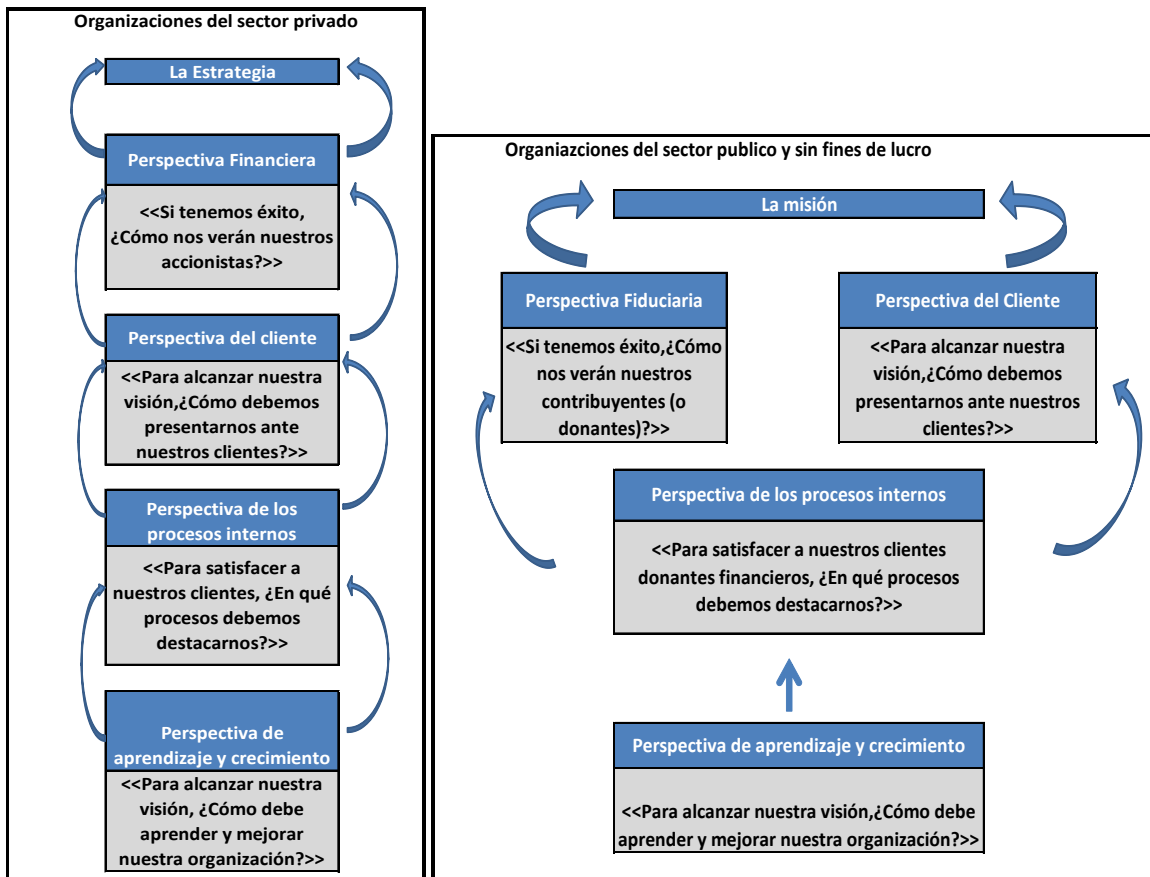 Organizaciones del sector privado
La Estrategia
Perspectiva Financiera
<<Si tenemos éxito,
¿Cómo nos verán nuestros
accionistas?>>
Perspectiva del cliente
<<Para alcanzar nuestra
visión,¿Cómo debemos
presentarnos ante
nuestros clientes?>>
Perspectiva de los
procesos internos
<<Para satisfacer a
nuestros clientes, ¿En qué
procesos debemos
destacarnos?>>
Perspectiva de
aprendizaje y crecimiento
<<Para alcanzar nuestra
visión, ¿Cómo debe
aprender y mejorar
nuestra organización?>>
Organiazciones del sector publico y sin fines de lucro
La misión
Perspectiva Fiduciaria
<<Si tenemos éxito,¿Cómo
nos verán nuestros
contribuyentes (o
donantes)?>>
Perspectiva del Cliente
<<Para alcanzar nuestra
visión,¿Cómo debemos
presentarnos ante nuestros
clientes?>>
Perspectiva de los procesos internos
<<Para satisfacer a nuestros clientes
donantes financieros, ¿En qué procesos
debemos destacarnos?>>
Perspectiva de aprendizaje y crecimiento
<<Para alcanzar nuestra visión,¿Cómo debe
aprender y mejorar nuestra organización?>>